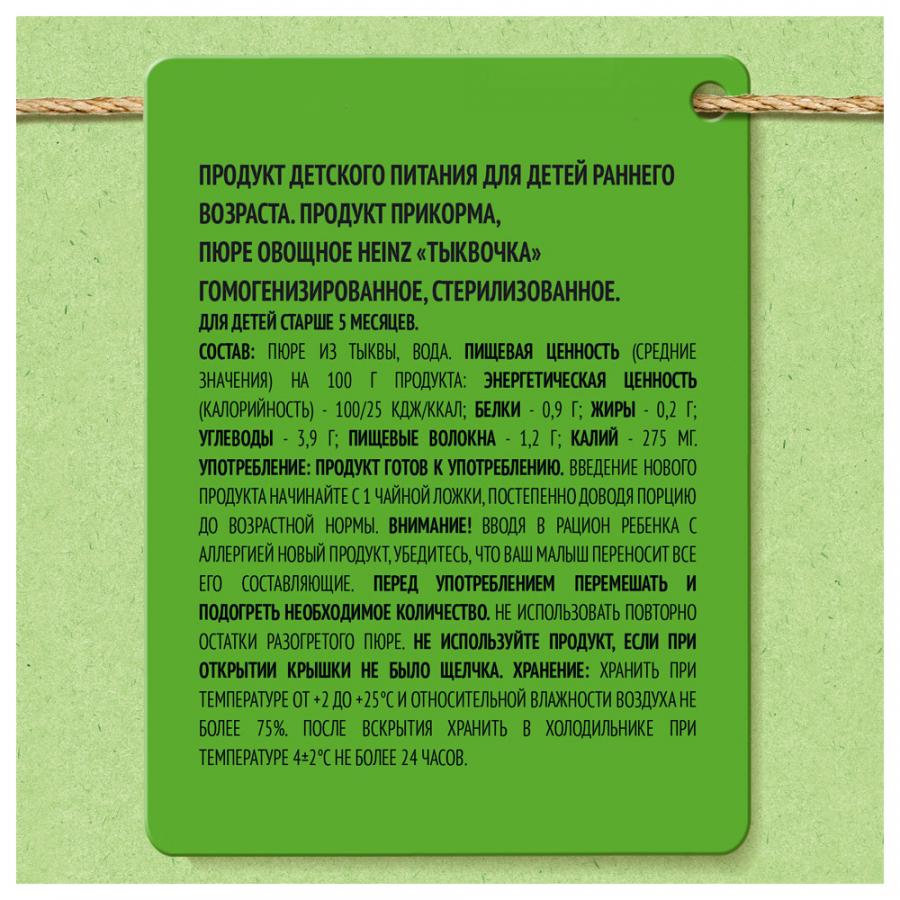 ПРОДУКТ ДЕТСКОГО ПИТАНИЯ ДЛЯ ДЕТЕЙ РАННЕГО
ВОЗРАСТА. ПРОДУКТ ПРИКОРМА,
ПЮРЕ ОВОЩНОЕ HEINZ «ТЫКВОЧКА»
ГОМОГЕНИЗИРОВАННОЕ, СТЕРИЛИЗОВАННОЕ.
ДЛЯ ДЕТЕЙ СТАРШЕ 5 МЕСЯЦЕВ.
СОСТАВ: ПЮРЕ ИЗ ТЫКВЫ, ВОДА. ПИЩЕВАЯ ЦЕННОСТЬ (СРЕДНИЕ
ЗНАЧЕНИЯ) НА 100 Г ПРОДУКТА: ЭНЕРГЕТИЧЕСКАЯ ЦЕННОСТЬ
(КАЛОРИЙНОСТЬ) - 100/25 КДЖ/ККАЛ; БЕЛКИ - 0,9 Г; ЖИРЫ - 0,2 Г;
УГЛЕВОДЫ - 3,9 Г; ПИЩЕВЫЕ ВОЛОКНА - 1,2 Г; КАЛИЙ - 275 МГ.
УПОТРЕБЛЕНИЕ: ПРОДУКТ ГОТОВ К УПОТРЕБЛЕНИЮ. ВВЕДЕНИЕ НОВОГО
ПРОДУКТА НАЧИНАЙТЕ С 1 ЧАЙНОЙ ЛОЖКИ, ПОСТЕПЕННО ДОВОДЯ ПОРЦИЮ
ДО ВОЗРАСТНОЙ НОРМЫ. ВНИМАНИЕ! ВВОДЯ В РАЦИОН РЕБЕНКА С
АЛЛЕРГИЕЙ НОВЫЙ ПРОДУКТ, УБЕДИТЕСЬ, ЧТО ВАШ МАЛЫШ ПЕРЕНОСИТ ВСЕ
ЕГО СОСТАВЛЯЮЩИЕ. ПЕРЕД УПОТРЕБЛЕНИЕМ ПЕРЕМЕШАТЬ И
ПОДОГРЕТЬ НЕОБХОДИМОЕ КОЛИЧЕСТВО. НЕ ИСПОЛЬЗОВАТЬ ПОВТОРНО
ОСТАТКИ РАЗОГРЕТОГО ПЮРЕ. НЕ ИСПОЛЬЗУЙТЕ ПРОДУКТ, ЕСЛИ ПРИ
ОТКРЫТИИ КРЫШКИ НЕ БЫЛО ЩЕЛЧКА. ХРАНЕНИЕ: ХРАНИТЬ ПРИ
ТЕМПЕРАТУРЕ ОТ +2 ДО +25°С И ОТНОСИТЕЛЬНОЙ ВЛАЖНОСТИ ВОЗДУХА НЕ
БОЛЕЕ 75%. ПОСЛЕ ВСКРЫТИЯ ХРАНИТЬ В ХОЛОДИЛЬНИКЕ ПРИ
ТЕМПЕРАТУРЕ 4±2°С НЕ БОЛЕЕ 24 ЧАСОВ.